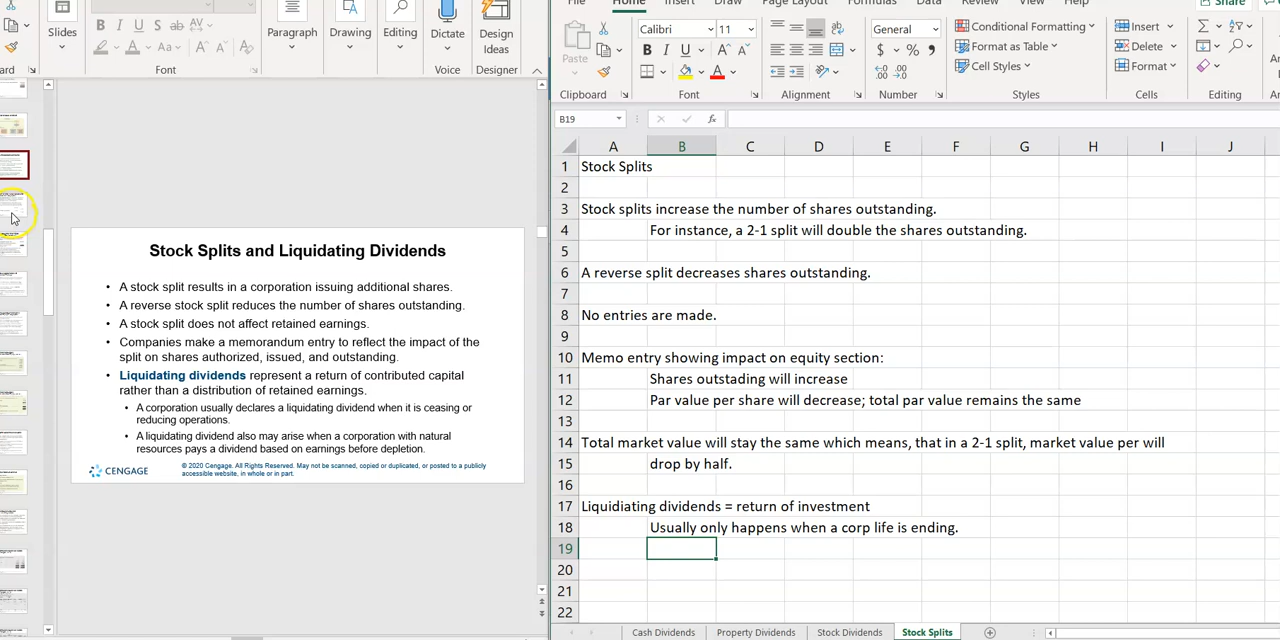 File Home Insert Draw Page Layout Formulas Data Review View Help Share
Slides Paragraph Drawing Editing Dictate Design Ideas
B I U S ab AV
Aa A A
Font Voice Designer
Paste Calibri 11 General Conditional Formatting Insert
B I U A A $ % 9 Format as Table Delete
Cell Styles Format
Clipboard Font Alignment Number Styles Cells Editing
B19 fx
A B C D E F G H I J
1 Stock Splits
2
3 Stock splits increase the number of shares outstanding.
4 For instance, a 2-1 split will double the shares outstanding.
5
6 A reverse split decreases shares outstanding.
7
8 No entries are made.
9
10 Memo entry showing impact on equity section:
11 Shares outstading will increase
12 Par value per share will decrease; total par value remains the same
13
14 Total market value will stay the same which means, that in a 2-1 split, market value per will
15 drop by half.
16
17 Liquidiating dividends = return of investment
18 Usually only happens when a corp life is ending.
19
20
21
22
Cash Dividends Property Dividends Stock Dividends Stock Splits
Stock Splits and Liquidating Dividends
• A stock split results in a corporation issuing additional shares.
• A reverse stock split reduces the number of shares outstanding.
• A stock split does not affect retained earnings.
• Companies make a memorandum entry to reflect the impact of the
split on shares authorized, issued, and outstanding.
• Liquidating dividends represent a return of contributed capital
rather than a distribution of retained earnings.
• A corporation usually declares a liquidating dividend when it is ceasing or
reducing operations.
• A liquidating dividend also may arise when a corporation with natural
resources pays a dividend based on earnings before depletion.
CENGAGE
© 2020 Cengage. All Rights Reserved. May not be scanned, copied or duplicated, or posted to a publicly
accessible website, in whole or in part.